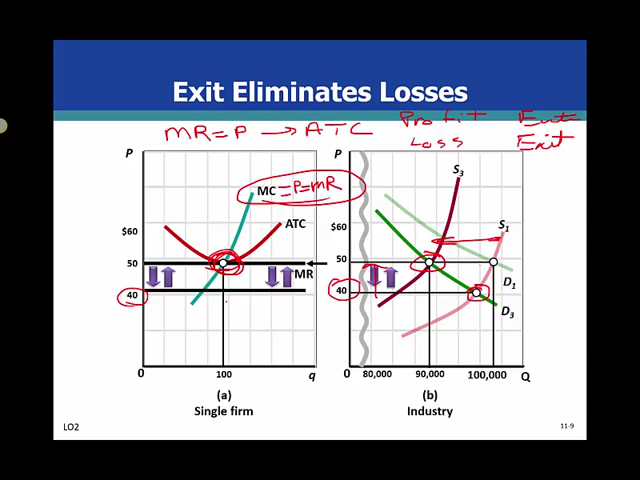 Exit Eliminates Losses
MR=P → ATC Profit Enter
Loss Exit
P
MC =P=MR
ATC
$60
50
MR
40
0 100 q
(a)
Single firm
P
S3
S1
$60
50
40
D1
D3
0 80,000 90,000 100,000 Q
(b)
Industry
LO2
11-9